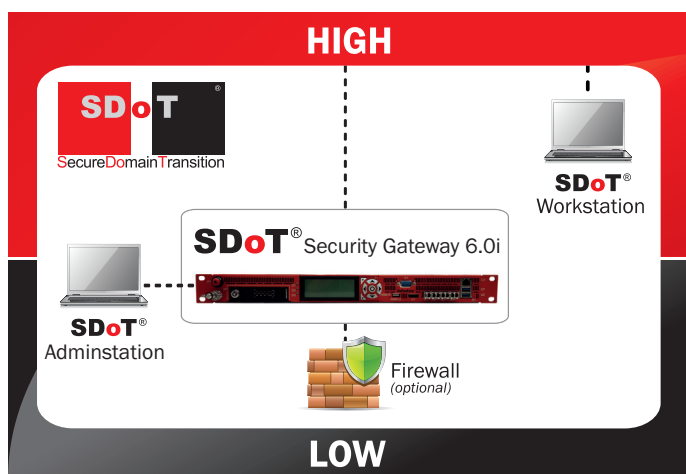 HIGH
SDoT®
SecureDomainTransition
SDoT®
Workstation
SDoT® Security Gateway 6.0i
SDoT®
Adminstation
Firewall
(optional)
LOW